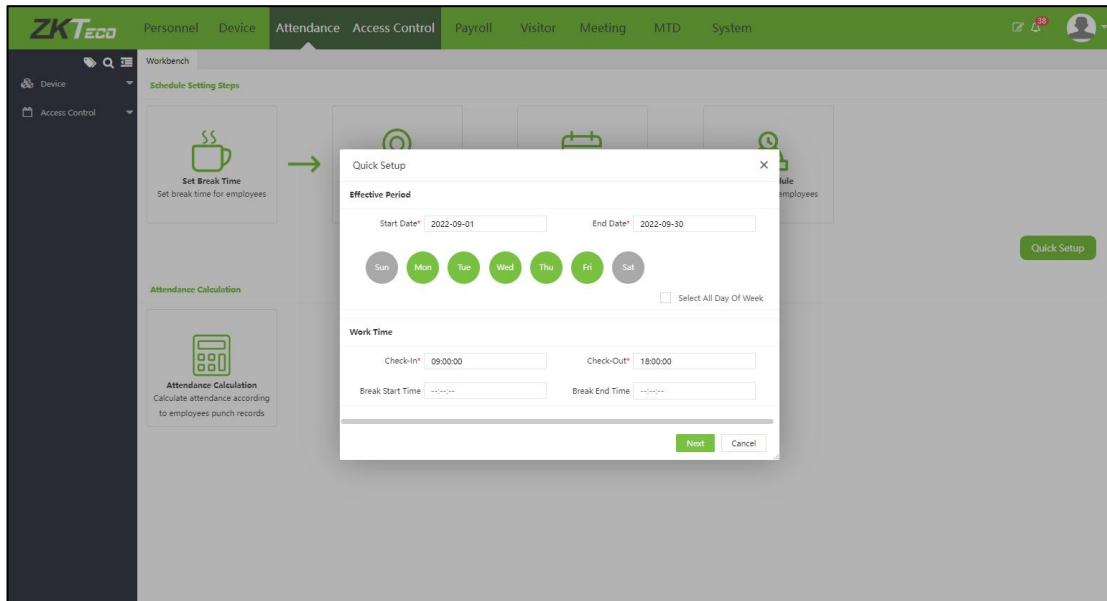 ZKTeco
Personnel Device Attendance Access Control Payroll Visitor Meeting MTD System
38
Workbench
Device
Access Control
Schedule Setting Steps
Set Break Time
Set break time for employees
employees
Quick Setup
Quick Setup
Effective Period
Start Date* 2022-09-01 End Date* 2022-09-30
Sun Mon Tue Wed Thu Fri Sat
Select All Day Of Week
Work Time
Check-In* 09:00:00 Check-Out* 18:00:00
Break Start Time --:--:-- Break End Time --:--:--
Next Cancel
Attendance Calculation
Attendance Calculation
Calculate attendance according
to employees punch records